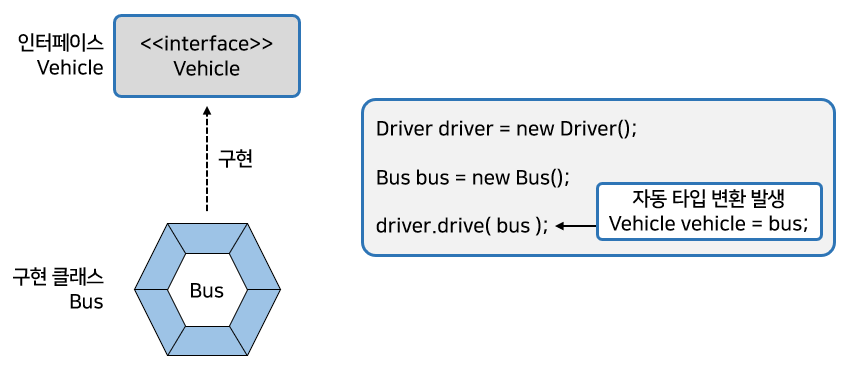 인터페이스
Vehicle
<<interface>>
Vehicle
구현
구현 클래스
Bus
Bus
Driver driver = new Driver();
Bus bus = new Bus();
driver.drive( bus );
자동 타입 변환 발생
Vehicle vehicle = bus;